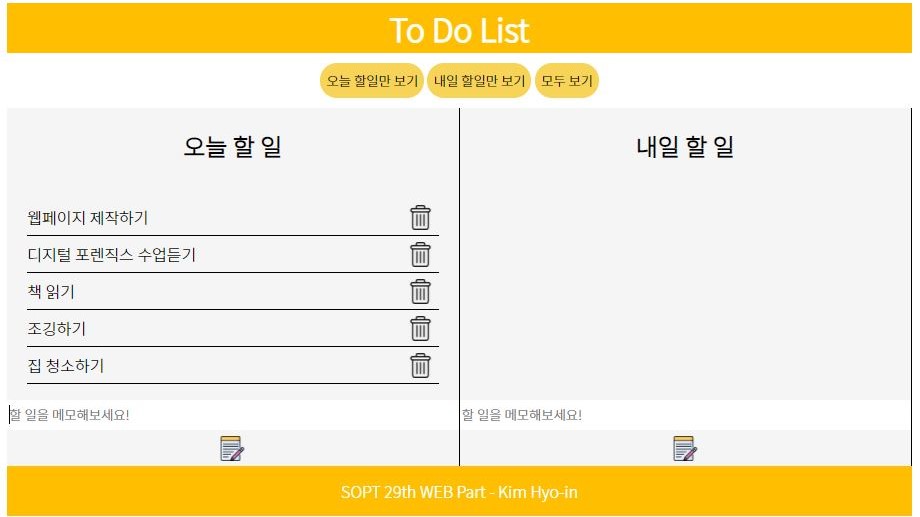 To Do List
오늘 할일만 보기 내일 할일만 보기 모두 보기
오늘 할 일
웹페이지 제작하기
디지털 포렌직스 수업듣기
책 읽기
조깅하기
집 청소하기
할 일을 메모해보세요!
내일 할 일
할 일을 메모해보세요!
SOPT 29th WEB Part - Kim Hyo-in